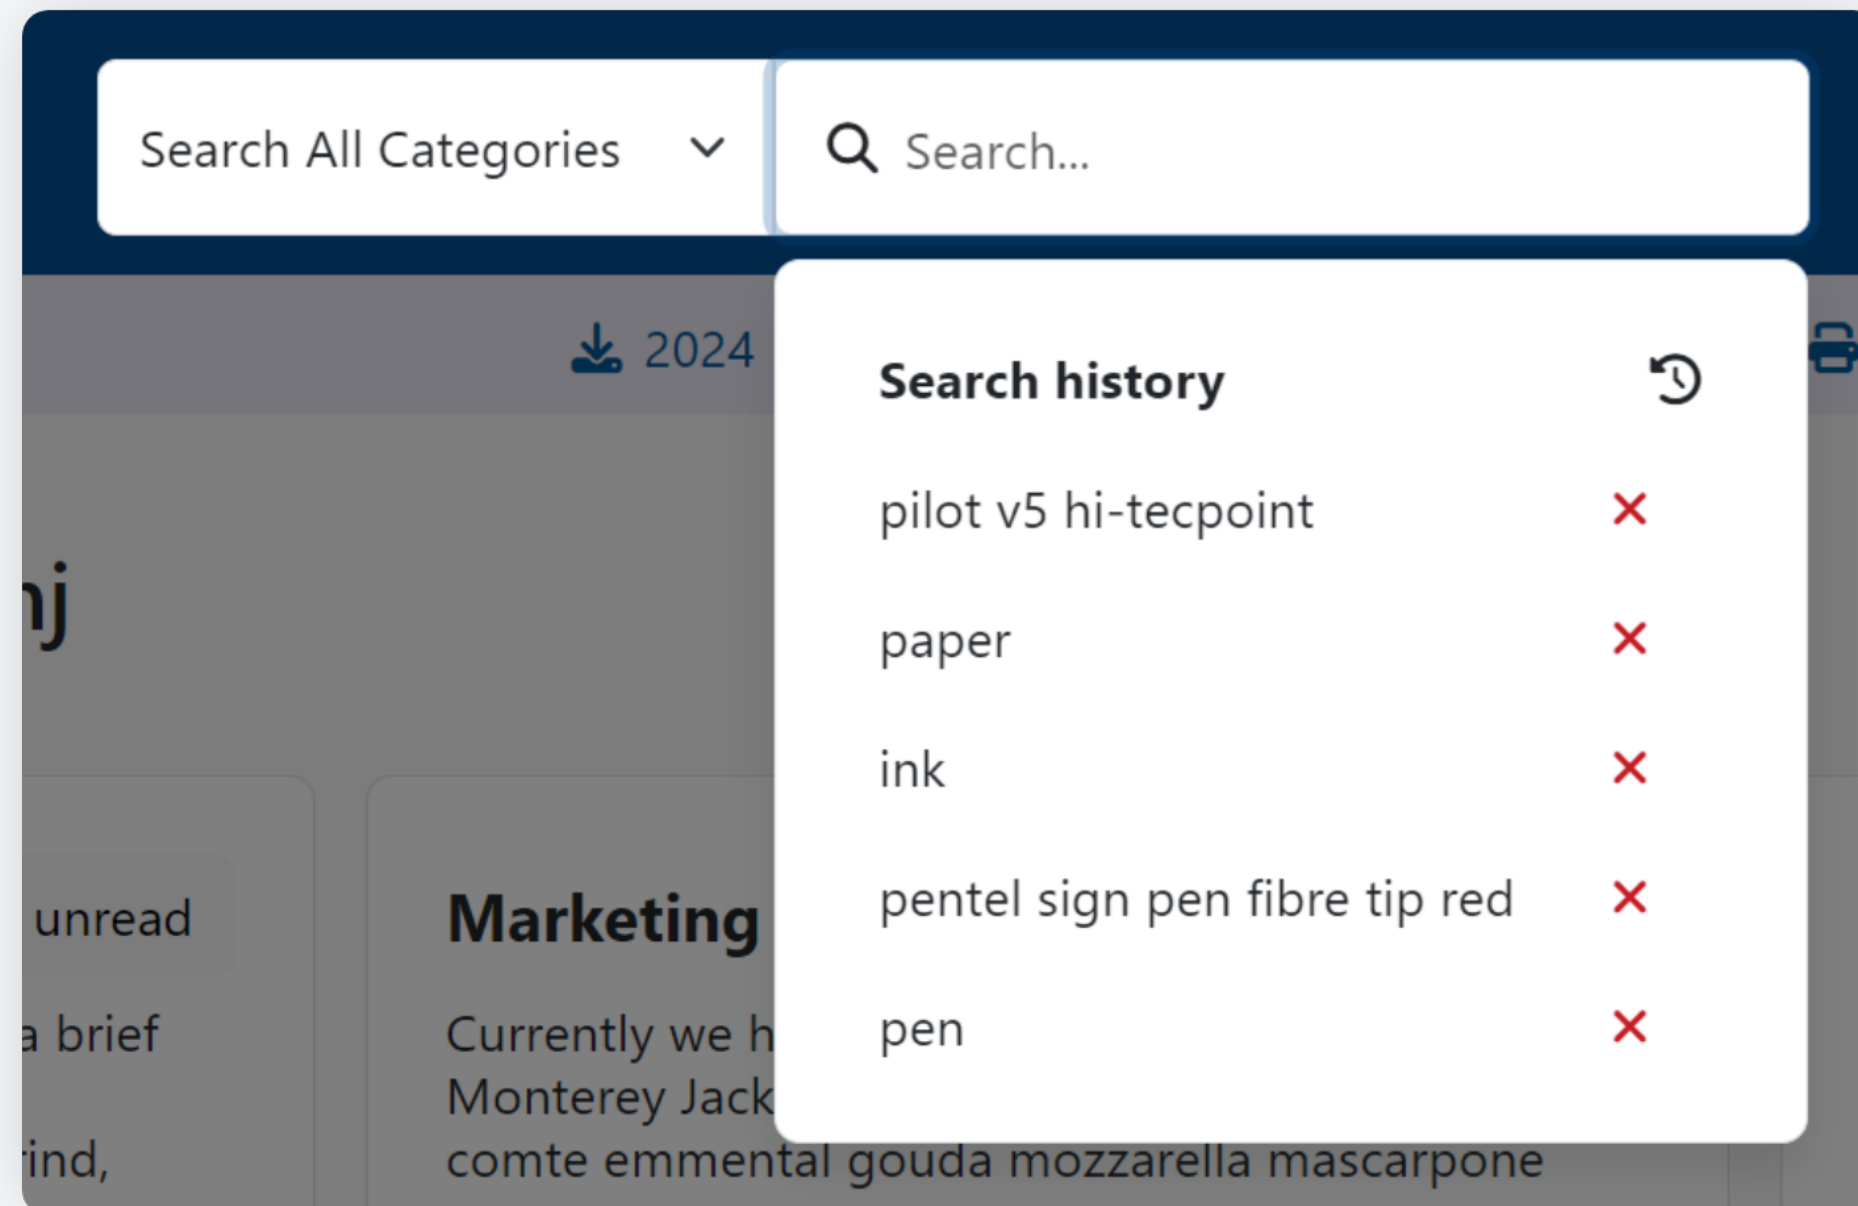 Search All Categories
Search...
2024
Search history
pilot v5 hi-tecpoint
paper
ink
pentel sign pen fibre tip red
pen
nj
unread
a brief
rind,
Marketing
Currently we h
Monterey Jack
comte emmental gouda mozzarella mascarpone